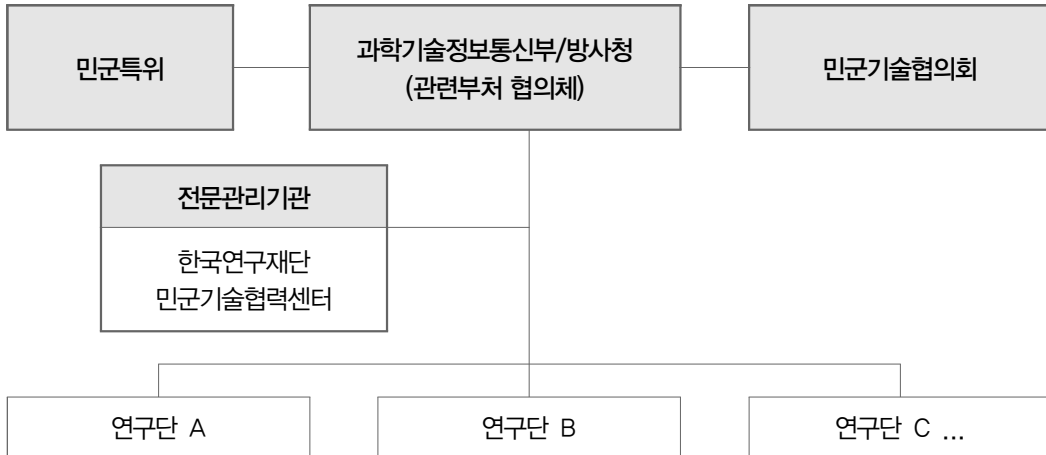 민군특위
과학기술정보통신부/방사청
(관련부처 협의체)
민군기술협의회
전문관리기관
한국연구재단
민군기술협력센터
연구단 A
연구단 B
연구단 C ...